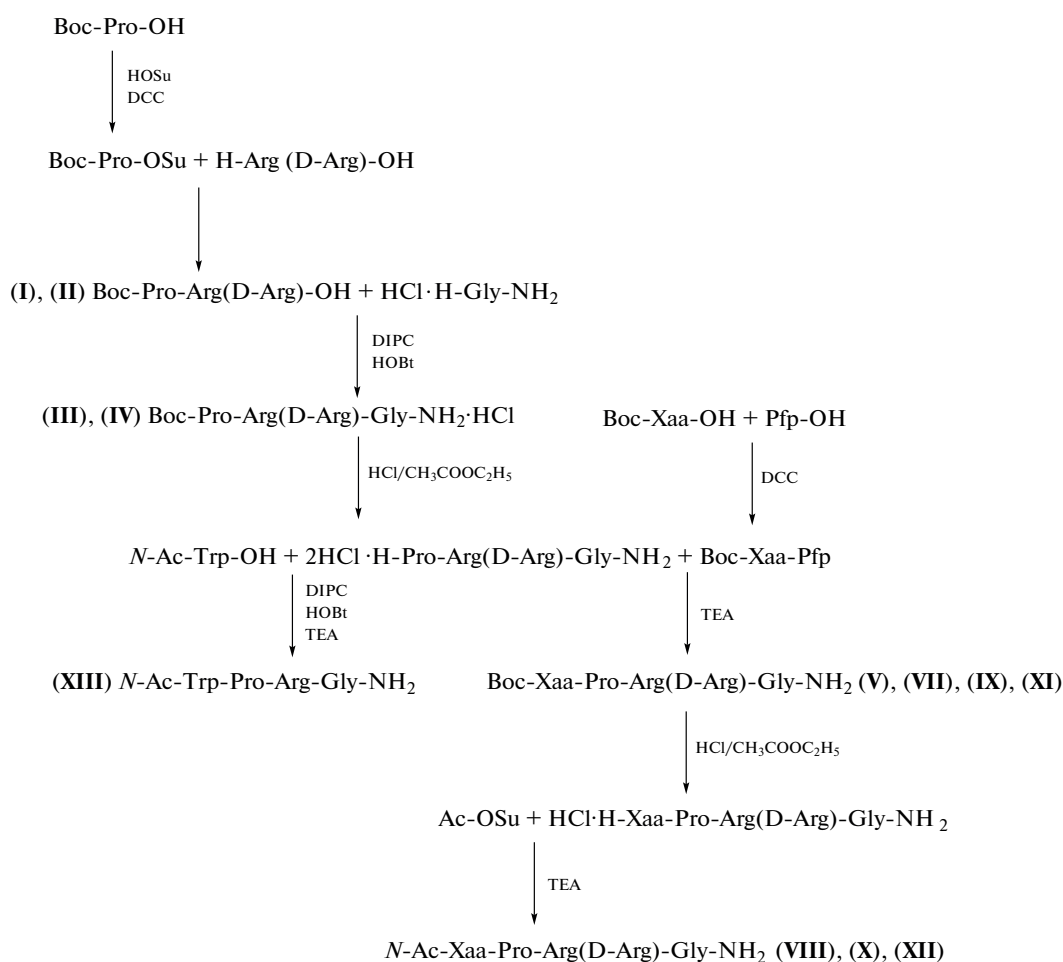 Boc-Pro-OH
HOSu
DCC
Boc-Pro-OSu + H-Arg (D-Arg)-OH
(I), (II) Boc-Pro-Arg(D-Arg)-OH + HCl·H-Gly-NH₂
DIPC
HOBt
(III), (IV) Boc-Pro-Arg(D-Arg)-Gly-NH₂·HCl
Boc-Xaa-OH + Pfp-OH
HCl/CH₃COOC₂H₅
DCC
N-Ac-Trp-OH + 2HCl·H-Pro-Arg(D-Arg)-Gly-NH₂ + Boc-Xaa-Pfp
DIPC
HOBt
TEA
TEA
(XIII) N-Ac-Trp-Pro-Arg-Gly-NH₂
Boc-Xaa-Pro-Arg(D-Arg)-Gly-NH₂ (V), (VII), (IX), (XI)
HCl/CH₃COOC₂H₅
Ac-OSu + HCl·H-Xaa-Pro-Arg(D-Arg)-Gly-NH₂
TEA
N-Ac-Xaa-Pro-Arg(D-Arg)-Gly-NH₂ (VIII), (X), (XII)